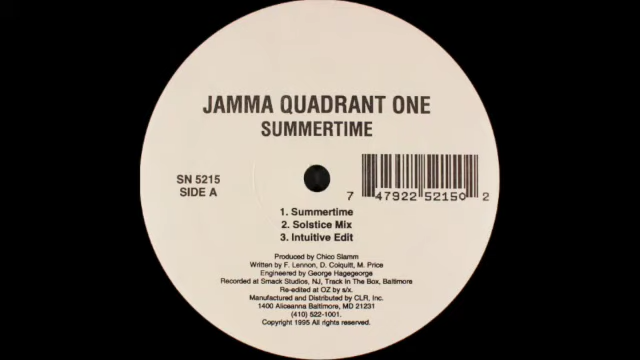 JAMMA QUADRANT ONE
SUMMERTIME
SN 5215
SIDE A
7 47922 52150 2
1. Summertime
2. Solstice Mix
3. Intuitive Edit
Produced by Chico Slamm
Written by F. Lennon, D. Colquitt, M. Price
Engineered by George Hagegeorge
Recorded at Smack Studios, NJ, Track In The Box, Baltimore
Re-edited at OZ by s/x.
Manufactured and Distributed by CLR, Inc.
1400 Aliceanna Baltimore, MD 21231
(410) 522-1001.
Copyright 1995 All rights reserved.